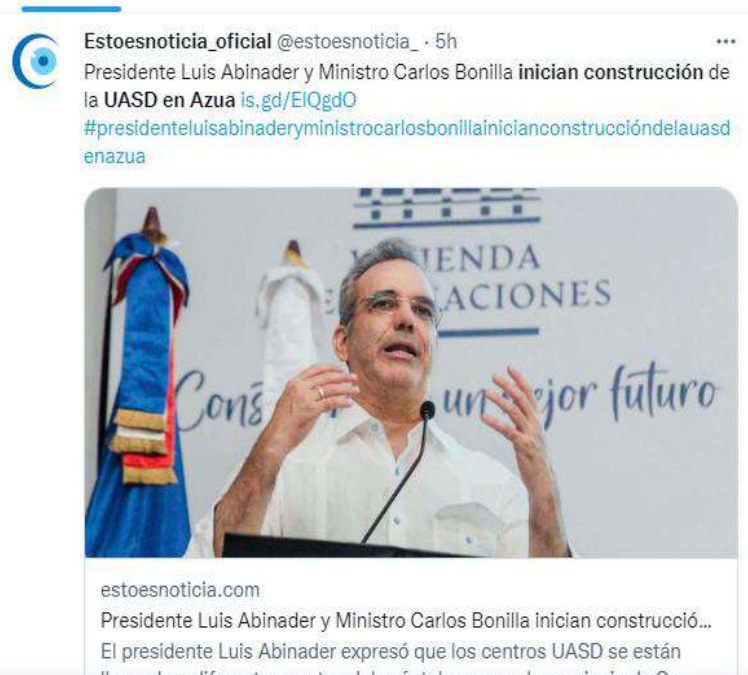 Estoesnoticia_oficial @estoesnoticia_ · 5h
Presidente Luis Abinader y Ministro Carlos Bonilla inician construcción de
la UASD en Azua is.gd/ElQgdO
#presidenteluisabinaderyministrocarlosbonillainicianconstruccióndelauasd
enazua
IENDA
ACIONES
Cons un jor futuro
estoesnoticia.com
Presidente Luis Abinader y Ministro Carlos Bonilla inician construcció...
El presidente Luis Abinader expresó que los centros UASD se están